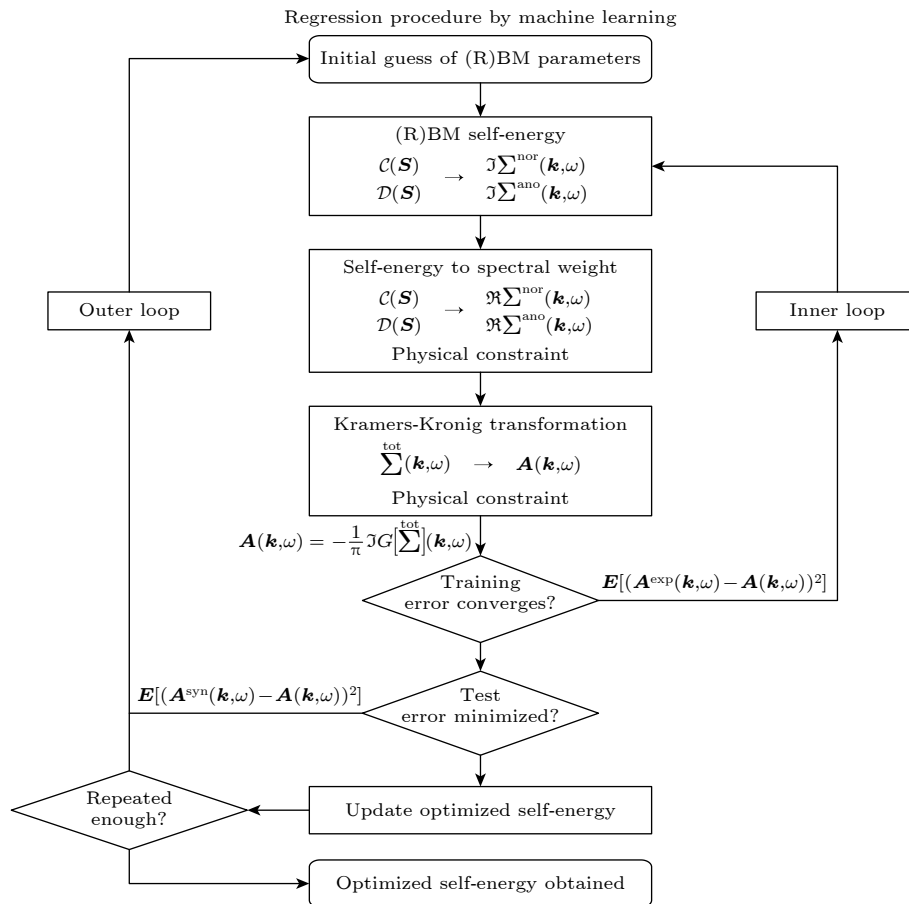 Regression procedure by machine learning
Initial guess of (R)BM parameters
(R)BM self-energy
𝒞(𝑺) → ℑ∑ⁿᵒʳ(𝒌,ω)
𝒟(𝑺) ℑ∑ᵃⁿᵒ(𝒌,ω)
Self-energy to spectral weight
𝒞(𝑺) → ℜ∑ⁿᵒʳ(𝒌,ω)
𝒟(𝑺) ℜ∑ᵃⁿᵒ(𝒌,ω)
Physical constraint
Outer loop
Inner loop
Kramers-Kronig transformation
∑ᵗᵒᵗ(𝒌,ω) → 𝑨(𝒌,ω)
Physical constraint
𝑨(𝒌,ω) = −1/π ℑG[∑ᵗᵒᵗ](𝒌,ω)
Training
error converges?
𝑬[(𝑨ᵉˣᵖ(𝒌,ω)−𝑨(𝒌,ω))²]
𝑬[(𝑨ˢʸⁿ(𝒌,ω)−𝑨(𝒌,ω))²]
Test
error minimized?
Repeated
enough?
Update optimized self-energy
Optimized self-energy obtained